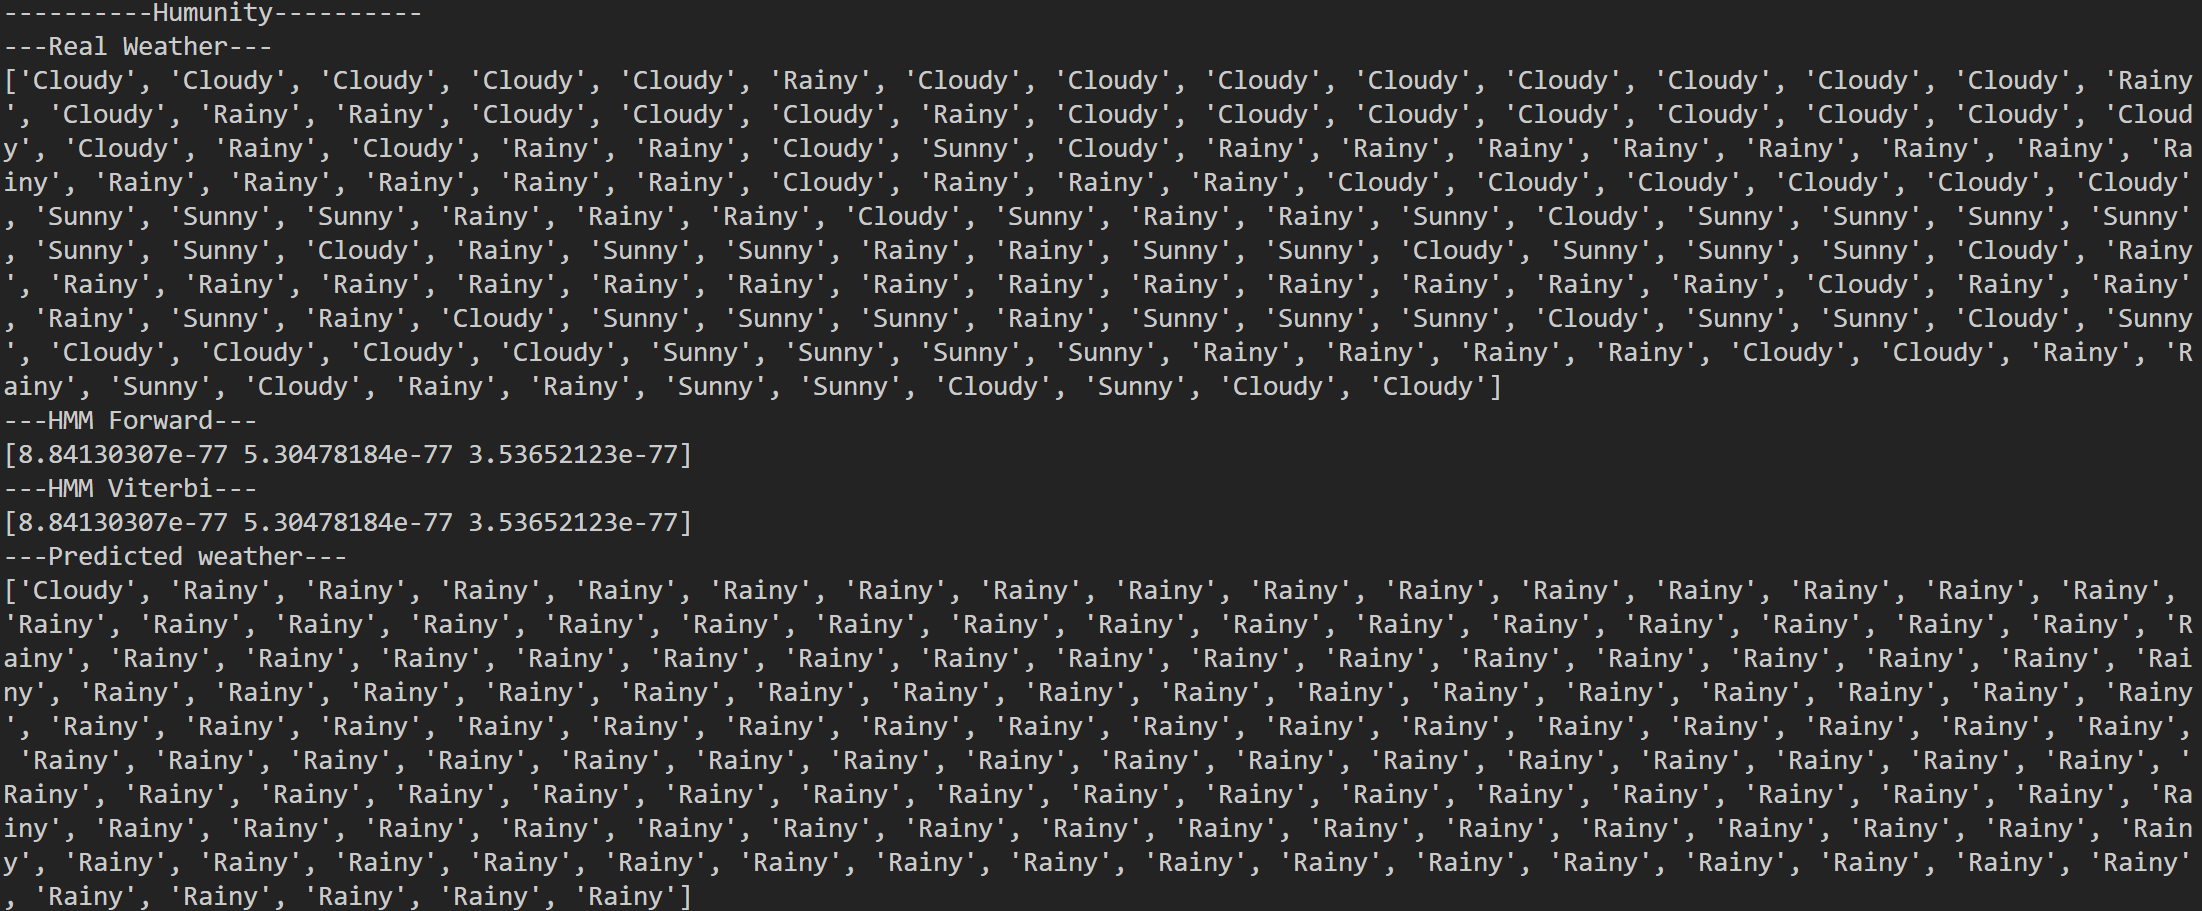 ----------Humunity----------
---Real Weather---
['Cloudy', 'Cloudy', 'Cloudy', 'Cloudy', 'Cloudy', 'Rainy', 'Cloudy', 'Cloudy', 'Cloudy', 'Cloudy', 'Cloudy', 'Cloudy', 'Cloudy', 'Cloudy', 'Rainy
', 'Cloudy', 'Rainy', 'Rainy', 'Cloudy', 'Cloudy', 'Cloudy', 'Rainy', 'Cloudy', 'Cloudy', 'Cloudy', 'Cloudy', 'Cloudy', 'Cloudy', 'Cloudy', 'Cloud
y', 'Cloudy', 'Rainy', 'Cloudy', 'Rainy', 'Rainy', 'Cloudy', 'Sunny', 'Cloudy', 'Rainy', 'Rainy', 'Rainy', 'Rainy', 'Rainy', 'Rainy', 'Rainy', 'Ra
iny', 'Rainy', 'Rainy', 'Rainy', 'Rainy', 'Rainy', 'Cloudy', 'Rainy', 'Rainy', 'Rainy', 'Cloudy', 'Cloudy', 'Cloudy', 'Cloudy', 'Cloudy', 'Cloudy'
, 'Sunny', 'Sunny', 'Sunny', 'Rainy', 'Rainy', 'Rainy', 'Cloudy', 'Sunny', 'Rainy', 'Rainy', 'Sunny', 'Cloudy', 'Sunny', 'Sunny', 'Sunny', 'Sunny'
, 'Sunny', 'Sunny', 'Cloudy', 'Rainy', 'Sunny', 'Sunny', 'Rainy', 'Rainy', 'Sunny', 'Sunny', 'Cloudy', 'Sunny', 'Sunny', 'Sunny', 'Cloudy', 'Rainy
', 'Rainy', 'Rainy', 'Rainy', 'Rainy', 'Rainy', 'Rainy', 'Rainy', 'Rainy', 'Rainy', 'Rainy', 'Rainy', 'Rainy', 'Rainy', 'Cloudy', 'Rainy', 'Rainy'
, 'Rainy', 'Sunny', 'Rainy', 'Cloudy', 'Sunny', 'Sunny', 'Sunny', 'Rainy', 'Sunny', 'Sunny', 'Sunny', 'Cloudy', 'Sunny', 'Sunny', 'Cloudy', 'Sunny
', 'Cloudy', 'Cloudy', 'Cloudy', 'Cloudy', 'Sunny', 'Sunny', 'Sunny', 'Sunny', 'Rainy', 'Rainy', 'Rainy', 'Rainy', 'Cloudy', 'Cloudy', 'Rainy', 'R
ainy', 'Sunny', 'Cloudy', 'Rainy', 'Rainy', 'Sunny', 'Sunny', 'Cloudy', 'Sunny', 'Cloudy', 'Cloudy']
---HMM Forward---
[8.84130307e-77 5.30478184e-77 3.53652123e-77]
---HMM Viterbi---
[8.84130307e-77 5.30478184e-77 3.53652123e-77]
---Predicted weather---
['Cloudy', 'Rainy', 'Rainy', 'Rainy', 'Rainy', 'Rainy', 'Rainy', 'Rainy', 'Rainy', 'Rainy', 'Rainy', 'Rainy', 'Rainy', 'Rainy', 'Rainy', 'Rainy',
'Rainy', 'Rainy', 'Rainy', 'Rainy', 'Rainy', 'Rainy', 'Rainy', 'Rainy', 'Rainy', 'Rainy', 'Rainy', 'Rainy', 'Rainy', 'Rainy', 'Rainy', 'Rainy', 'R
ainy', 'Rainy', 'Rainy', 'Rainy', 'Rainy', 'Rainy', 'Rainy', 'Rainy', 'Rainy', 'Rainy', 'Rainy', 'Rainy', 'Rainy', 'Rainy', 'Rainy', 'Rainy', 'Rai
ny', 'Rainy', 'Rainy', 'Rainy', 'Rainy', 'Rainy', 'Rainy', 'Rainy', 'Rainy', 'Rainy', 'Rainy', 'Rainy', 'Rainy', 'Rainy', 'Rainy', 'Rainy', 'Rainy
', 'Rainy', 'Rainy', 'Rainy', 'Rainy', 'Rainy', 'Rainy', 'Rainy', 'Rainy', 'Rainy', 'Rainy', 'Rainy', 'Rainy', 'Rainy', 'Rainy', 'Rainy', 'Rainy',
 'Rainy', 'Rainy', 'Rainy', 'Rainy', 'Rainy', 'Rainy', 'Rainy', 'Rainy', 'Rainy', 'Rainy', 'Rainy', 'Rainy', 'Rainy', 'Rainy', 'Rainy', 'Rainy', '
Rainy', 'Rainy', 'Rainy', 'Rainy', 'Rainy', 'Rainy', 'Rainy', 'Rainy', 'Rainy', 'Rainy', 'Rainy', 'Rainy', 'Rainy', 'Rainy', 'Rainy', 'Rainy', 'Ra
iny', 'Rainy', 'Rainy', 'Rainy', 'Rainy', 'Rainy', 'Rainy', 'Rainy', 'Rainy', 'Rainy', 'Rainy', 'Rainy', 'Rainy', 'Rainy', 'Rainy', 'Rainy', 'Rain
y', 'Rainy', 'Rainy', 'Rainy', 'Rainy', 'Rainy', 'Rainy', 'Rainy', 'Rainy', 'Rainy', 'Rainy', 'Rainy', 'Rainy', 'Rainy', 'Rainy', 'Rainy', 'Rainy'
, 'Rainy', 'Rainy', 'Rainy', 'Rainy', 'Rainy']